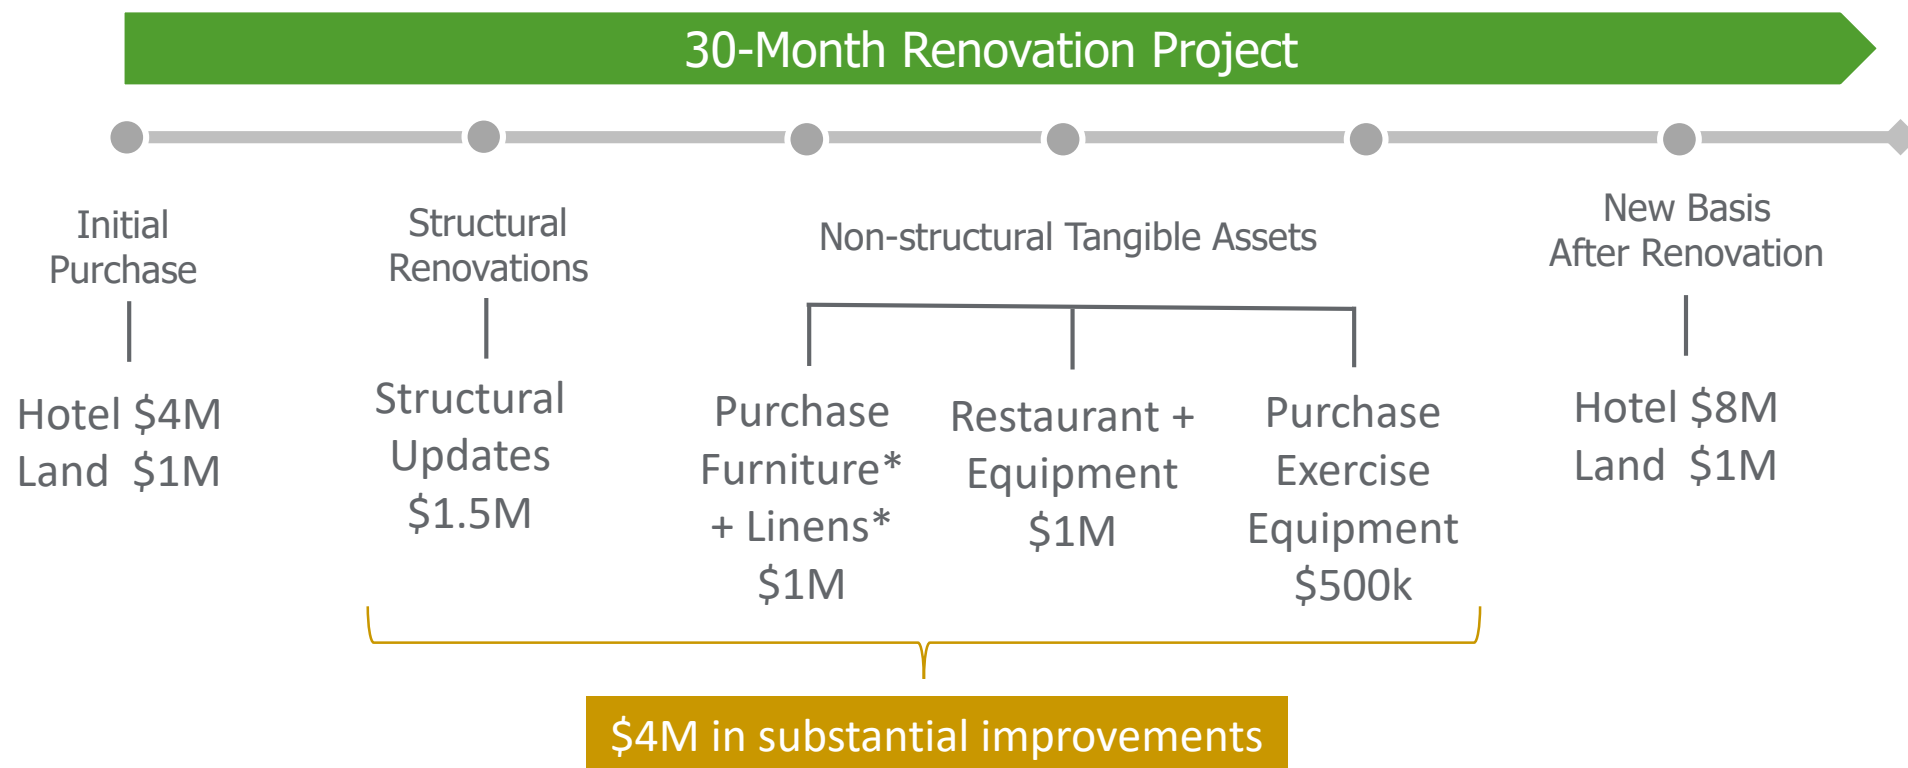 30-Month Renovation Project
Initial
Purchase
Structural
Renovations
Non-structural Tangible Assets
New Basis
After Renovation
Hotel $4M
Land $1M
Structural
Updates
$1.5M
Purchase
Furniture*
+ Linens*
$1M
Restaurant +
Equipment
$1M
Purchase
Exercise
Equipment
$500k
Hotel $8M
Land $1M
$4M in substantial improvements